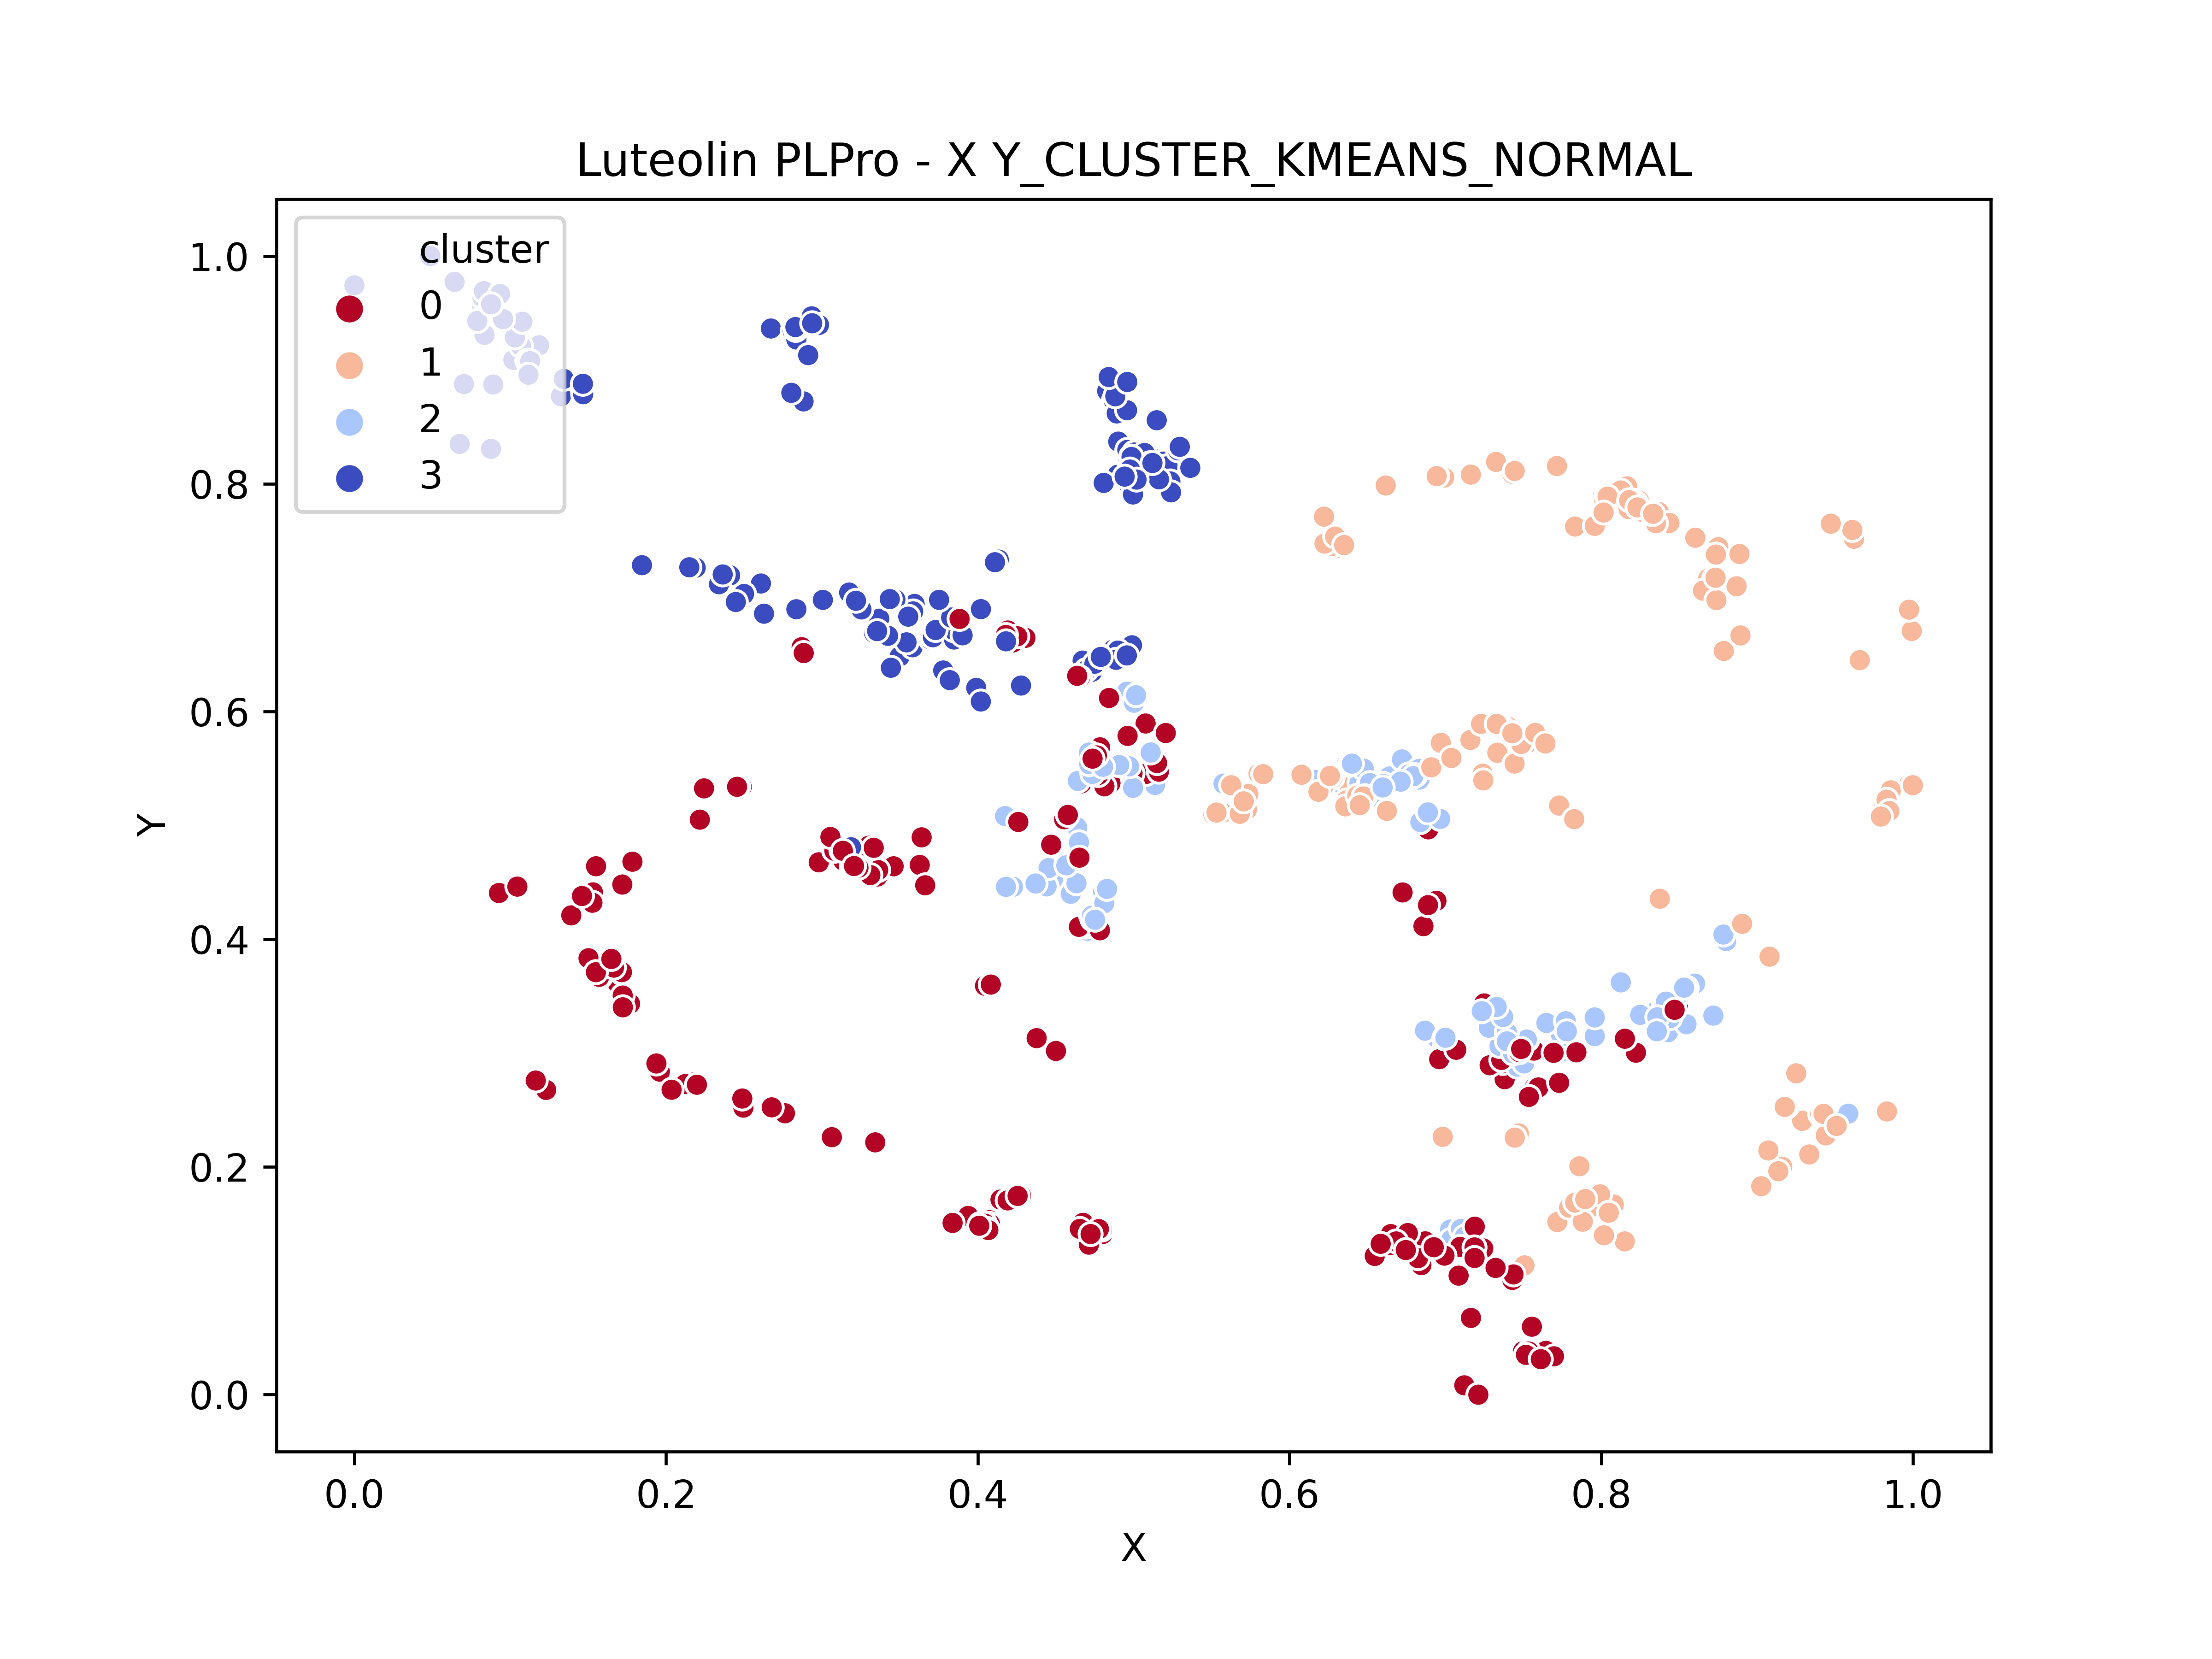 Luteolin PLPro - X Y_CLUSTER_KMEANS_NORMAL
cluster
0
1
2
3
1.0
0.8
0.6
0.4
0.2
0.0
Y
0.0 0.2 0.4 0.6 0.8 1.0
X